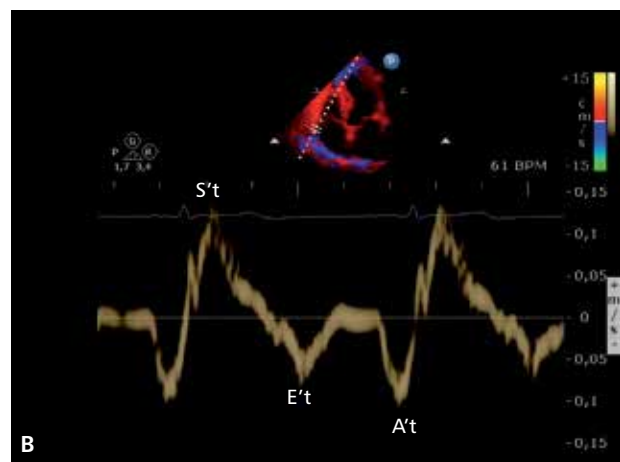 P
+15
c
m
/
s
-15
G
P R
1,7 3,4
61 BPM
S't
-0,15
-0,1
-0,05
- 0
+
m
/
s
-
-0,05
E't
-0,1
A't
-0,15
B